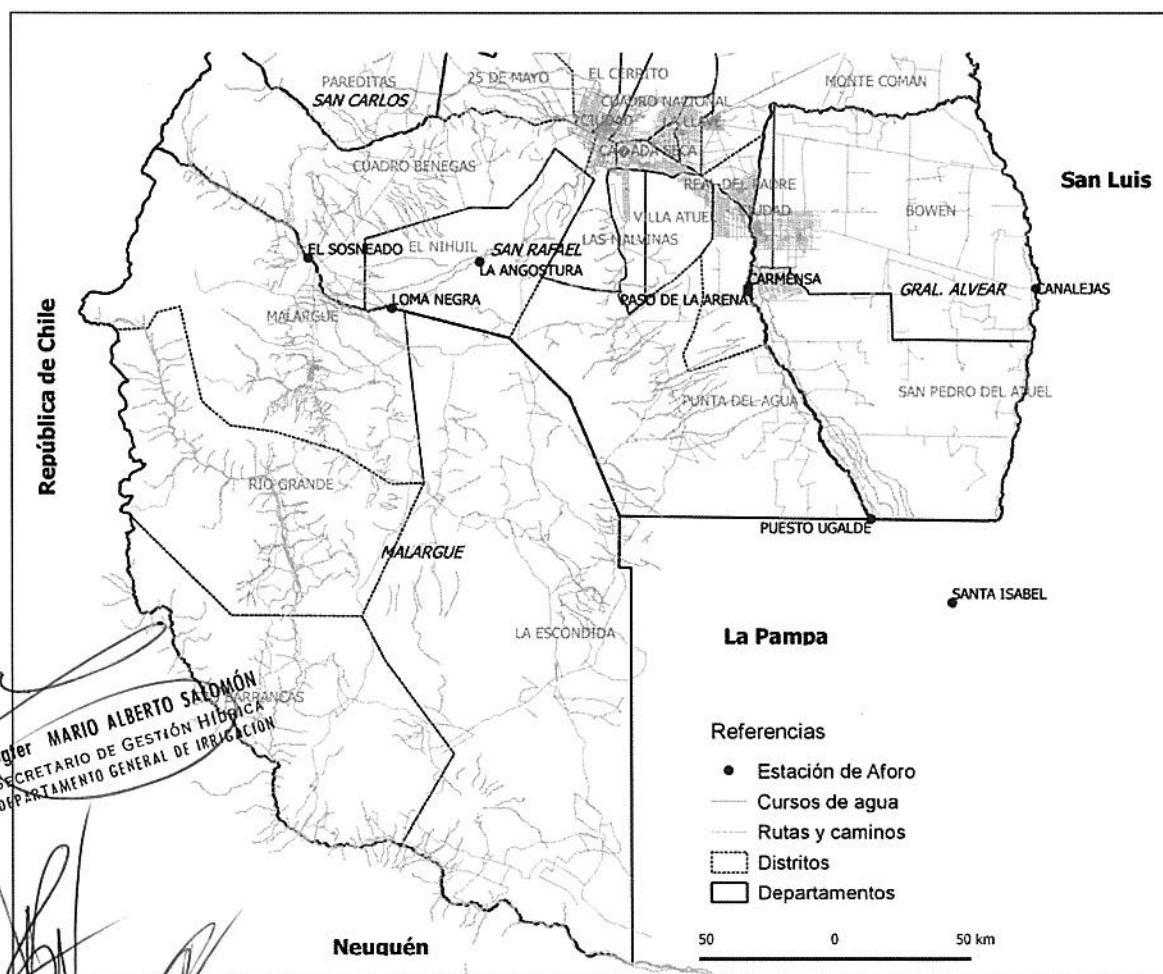 PAREDITAS
SAN CARLOS
25 DE MAYO
EL CERRITO
CUADRO NACIONAL
CIUDAD
LA LLAVE
CAÑADA SECA
MONTE COMAN
CUADRO BENEGAS
REAL DEL PADRE
San Luis
VILLA ATUEL
BOWEN
EL SOSNEADO
EL NIHUIL
SAN RAFAEL
LAS MALVINAS
LA ANGOSTURA
LOMA NEGRA
PASO DE LA ARENA
CARMENSA
GRAL. ALVEAR
CANALEJAS
MALARGUE
República de Chile
PUNTA DEL AGUA
SAN PEDRO DEL ATUEL
RIO GRANDE
PUESTO UGALDE
MALARGUE
SANTA ISABEL
LA ESCONDIDA
La Pampa
BARRANCAS
MARIO ALBERTO SALOMÓN
SECRETARIO DE GESTIÓN HÍDRICA
DEPARTAMENTO GENERAL DE IRRIGACIÓN
Referencias
Estación de Aforo
Cursos de agua
Rutas y caminos
Distritos
Departamentos
50 0 50 km
Neuquén